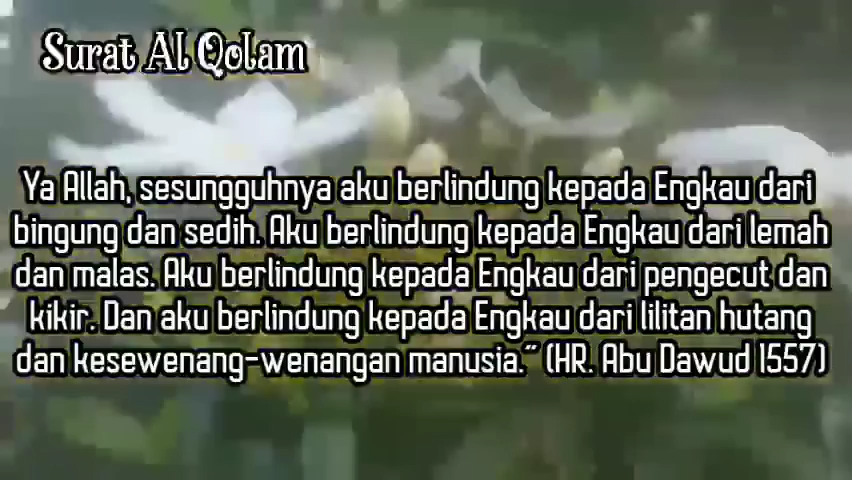 Surat Al Qolam
Ya Allah, sesungguhnya aku berlindung kepada Engkau dari
bingung dan sedih. Aku berlindung kepada Engkau dari lemah
dan malas. Aku berlindung kepada Engkau dari pengecut dan
kikir. Dan aku berlindung kepada Engkau dari lilitan hutang
dan kesewenang-wenangan manusia.” (HR. Abu Dawud 1557)